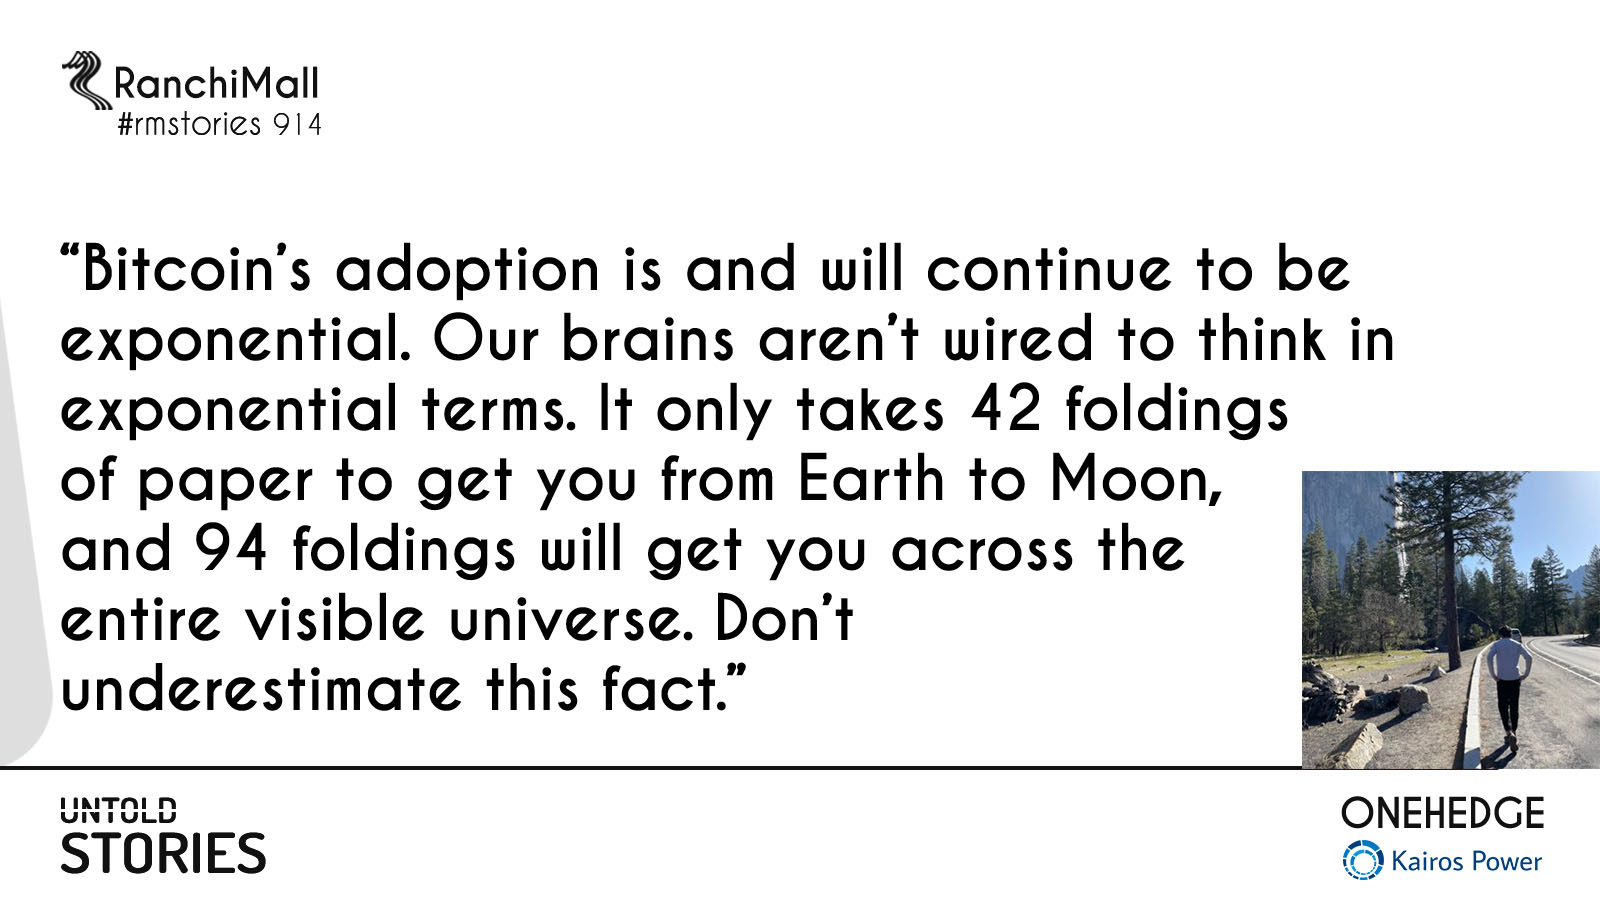 RanchiMall
#rmstories 914
“Bitcoin’s adoption is and will continue to be
exponential. Our brains aren’t wired to think in
exponential terms. It only takes 42 foldings
of paper to get you from Earth to Moon,
and 94 foldings will get you across the
entire visible universe. Don’t
underestimate this fact.”
UNTOLD
STORIES
ONEHEDGE
Kairos Power